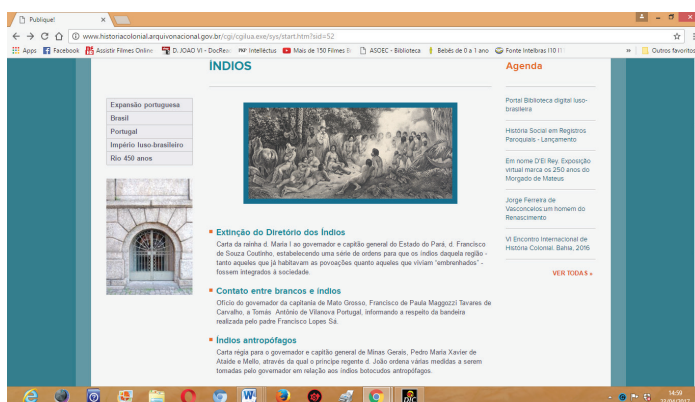 Publique!
www.historiacolonial.arquivonacional.gov.br/cgi/cgilua.exe/sys/start.htm?sid=52
Apps Facebook Assistir Filmes Online D. JOAO VI - DocRes Intellèctus Mais de 150 Filmes B ASOEC - Biblioteca Bebês de 0 a 1 ano Fonte Intelbras 110 » Outros favoritos
ÍNDIOS
Agenda
Expansão portuguesa
Brasil
Portugal
Império luso-brasileiro
Rio 450 anos
Extinção do Diretório dos Índios
Carta da rainha d. Maria I ao governador e capitão general do Estado do Pará, d. Francisco
de Souza Coutinho, estabelecendo uma série de ordens para que os índios daquela região -
tanto aqueles que já habitavam as povoações quanto aqueles que viviam "embrenhados" -
fossem integrados à sociedade.
Contato entre brancos e índios
Ofício do governador da capitania de Mato Grosso, Francisco de Paula Maggozzi Tavares de
Carvalho, a Tomás Antônio de Vilanova Portugal, informando a respeito da bandeira
realizada pelo padre Francisco Lopes Sá.
Índios antropófagos
Carta régia para o governador e capitão general de Minas Gerais, Pedro Maria Xavier de
Ataide e Mello, através da qual o príncipe regente d. João ordena várias medidas a serem
tomadas pelo governador em relação aos índios botocudos antropófagos.
Portal Biblioteca digital luso-
brasileira
História Social em Registros
Paroquiais - Lançamento
Em nome D'El Rey. Exposição
virtual marca os 250 anos do
Morgado de Mateus
Jorge Ferreira de
Vasconcelos:um homem do
Renascimento
VI Encontro Internacional de
História Colonial. Bahia, 2016
VER TODAS »
14:59